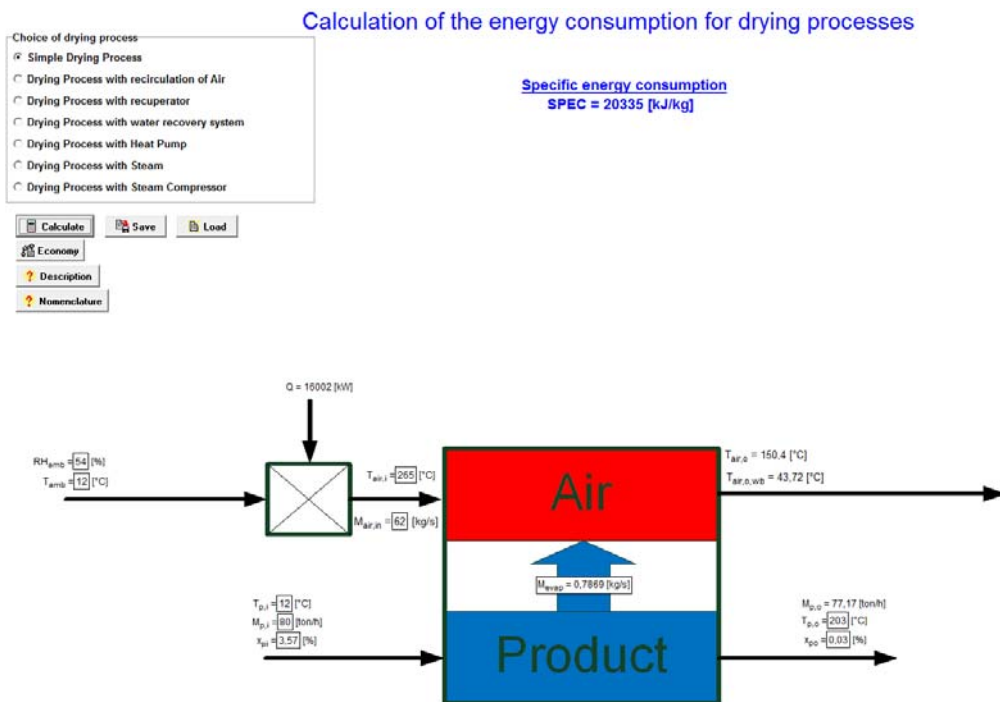 Calculation of the energy consumption for drying processes
Choice of drying process
Simple Drying Process
Drying Process with recirculation of Air
Drying Process with recuperator
Drying Process with water recovery system
Drying Process with Heat Pump
Drying Process with Steam
Drying Process with Steam Compressor
Specific energy consumption
SPEC = 20335 [kJ/kg]
Calculate Save Load
Economy
? Description
? Nomenclature
Q = 16002 [kW]
RHamb = 54 [%]
Tamb = 12 [°C]
Tair,i = 265 [°C]
Mair,in = 62 [kg/s]
Air
Tair,o = 150,4 [°C]
Tair,o,wb = 43,72 [°C]
Mevap = 0,7869 [kg/s]
Tp,i = 12 [°C]
Mp,i = 80 [ton/h]
xpi = 3,57 [%]
Product
Mp,o = 77,17 [ton/h]
Tp,o = 203 [°C]
xpo = 0,03 [%]